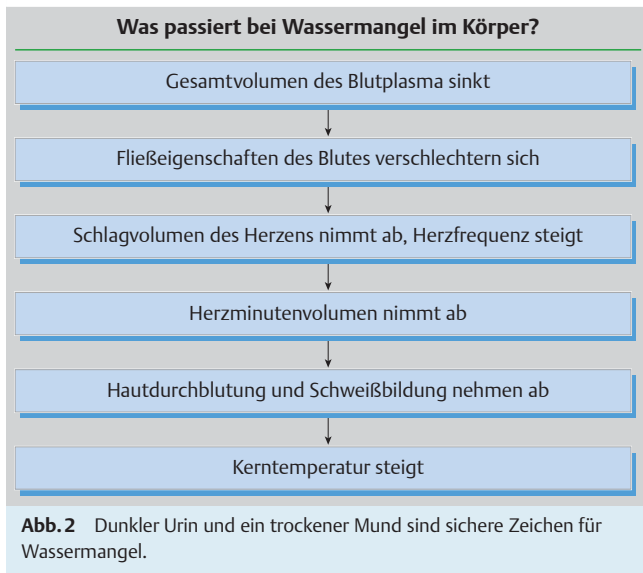 Was passiert bei Wassermangel im Körper?
Gesamtvolumen des Blutplasma sinkt
Fließeigenschaften des Blutes verschlechtern sich
Schlagvolumen des Herzens nimmt ab, Herzfrequenz steigt
Herzminutenvolumen nimmt ab
Hautdurchblutung und Schweißbildung nehmen ab
Kerntemperatur steigt
Abb. 2 Dunkler Urin und ein trockener Mund sind sichere Zeichen für
Wassermangel.